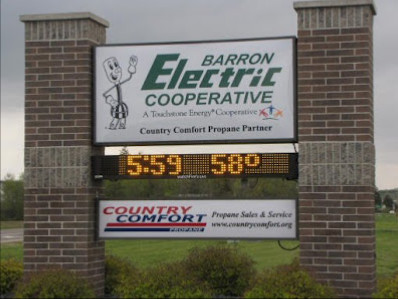 BARRON
Electric
COOPERATIVE
A Touchstone Energy® Cooperative
Country Comfort Propane Partner
5:59 58º
COUNTRY
COMFORT
PROPANE
Propane Sales & Service
www.countrycomfort.org